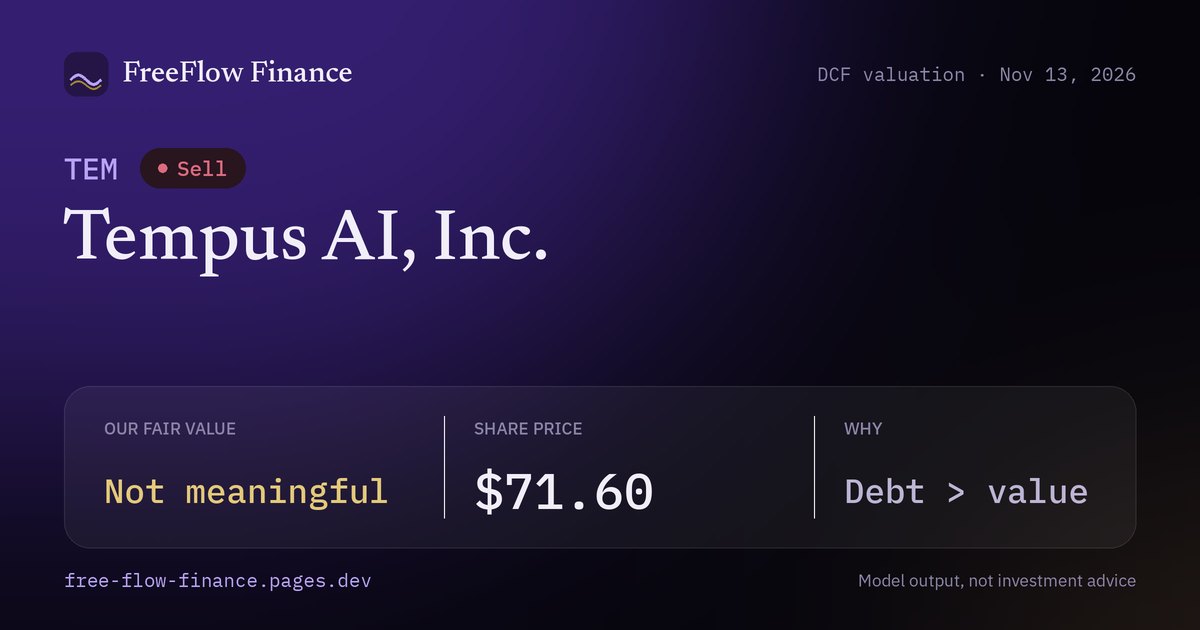 FreeFlow Finance
DCF valuation · Nov 13, 2026
TEM
Sell
Tempus AI, Inc.
OUR FAIR VALUE
Not meaningful
SHARE PRICE
$71.60
WHY
Debt > value
free-flow-finance.pages.dev
Model output, not investment advice